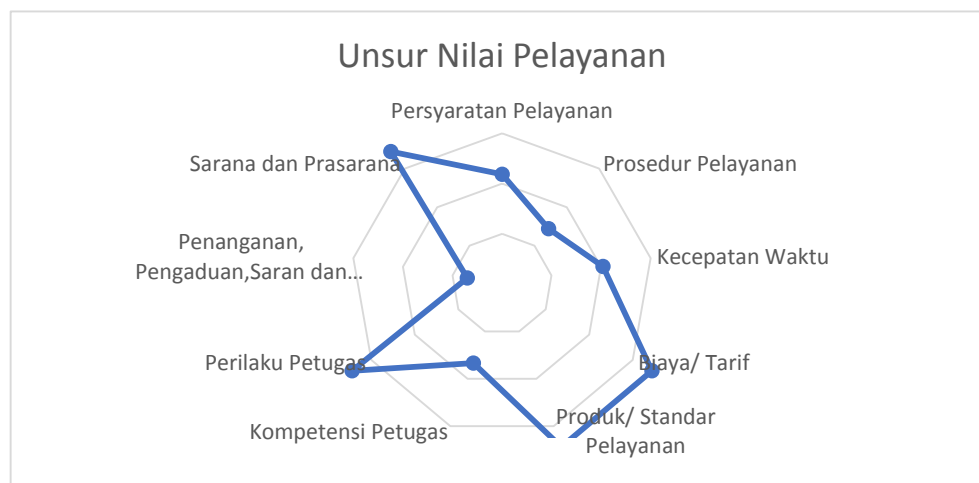 Unsur Nilai Pelayanan
Persyaratan Pelayanan
Prosedur Pelayanan
Kecepatan Waktu
Biaya/ Tarif
Produk/ Standar
Pelayanan
Kompetensi Petugas
Perilaku Petugas
Penanganan,
Pengaduan,Saran dan…
Sarana dan Prasarana